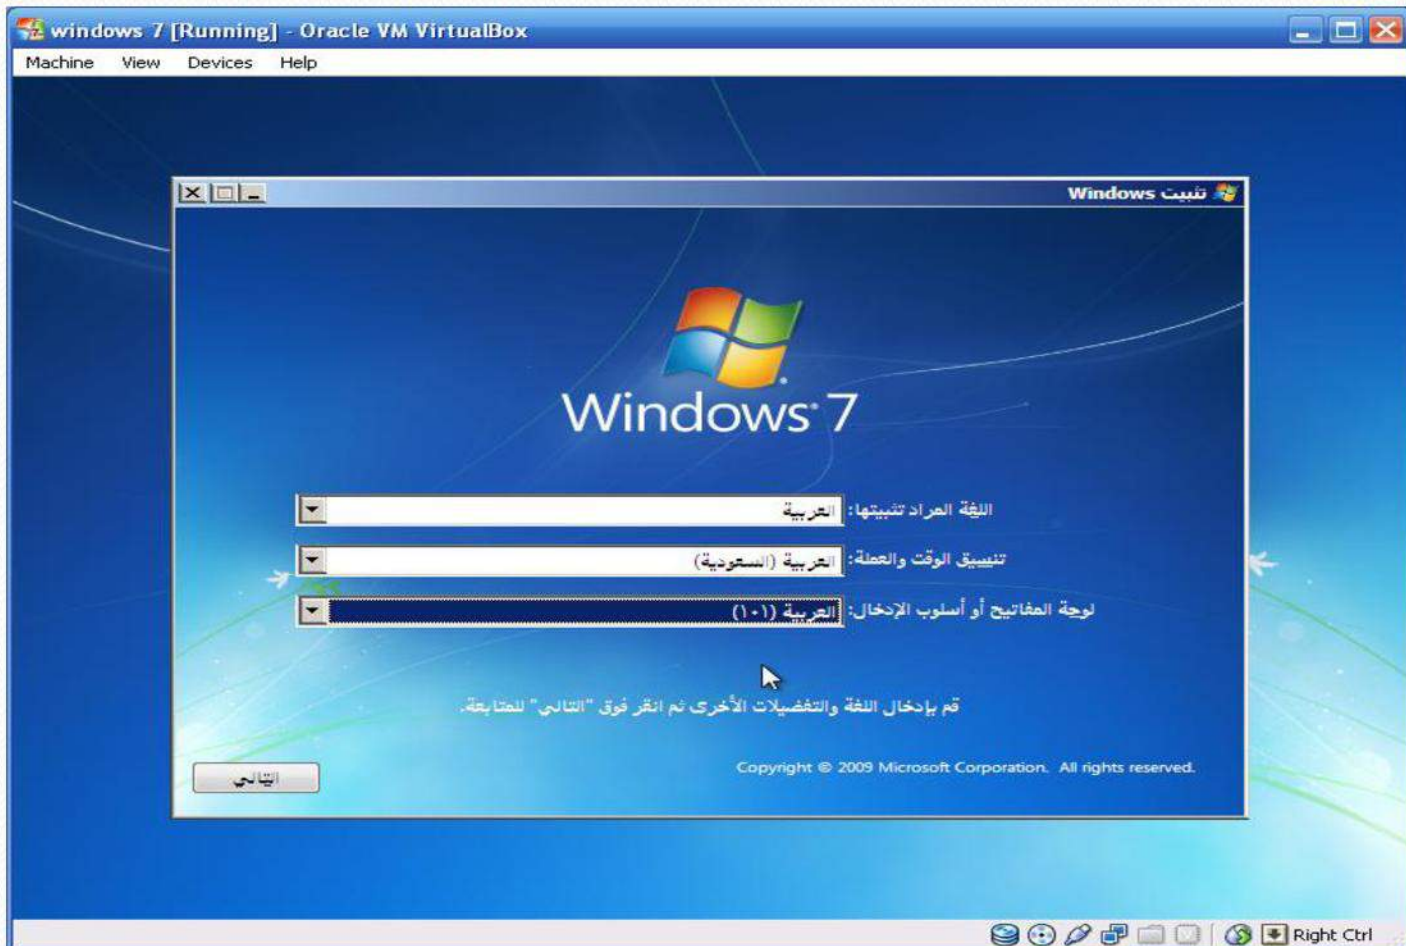 windows 7 [Running] - Oracle VM VirtualBox
Machine View Devices Help
تثبيت Windows
Windows 7
اللغة المراد تثبيتها: العربية
تنسيق الوقت والعملة: العربية (السعودية)
لوحة المفاتيح أو أسلوب الإدخال: العربية (١٠١)
قم بإدخال اللغة والتفضيلات الأخرى ثم انقر فوق "التالي" للمتابعة.
Copyright © 2009 Microsoft Corporation. All rights reserved.
التالي
Right Ctrl